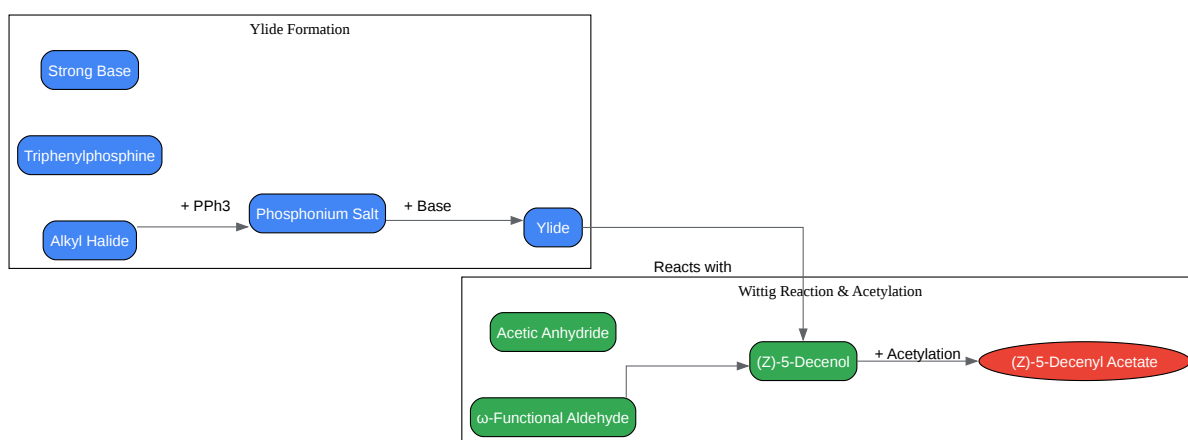 Ylide Formation
Strong Base
Triphenylphosphine
+ PPh3
Phosphonium Salt
+ Base
Alkyl Halide
Ylide
Reacts with
Wittig Reaction & Acetylation
Acetic Anhydride
(Z)-5-Decenol
+ Acetylation
(Z)-5-Decenyl Acetate
ω-Functional Aldehyde